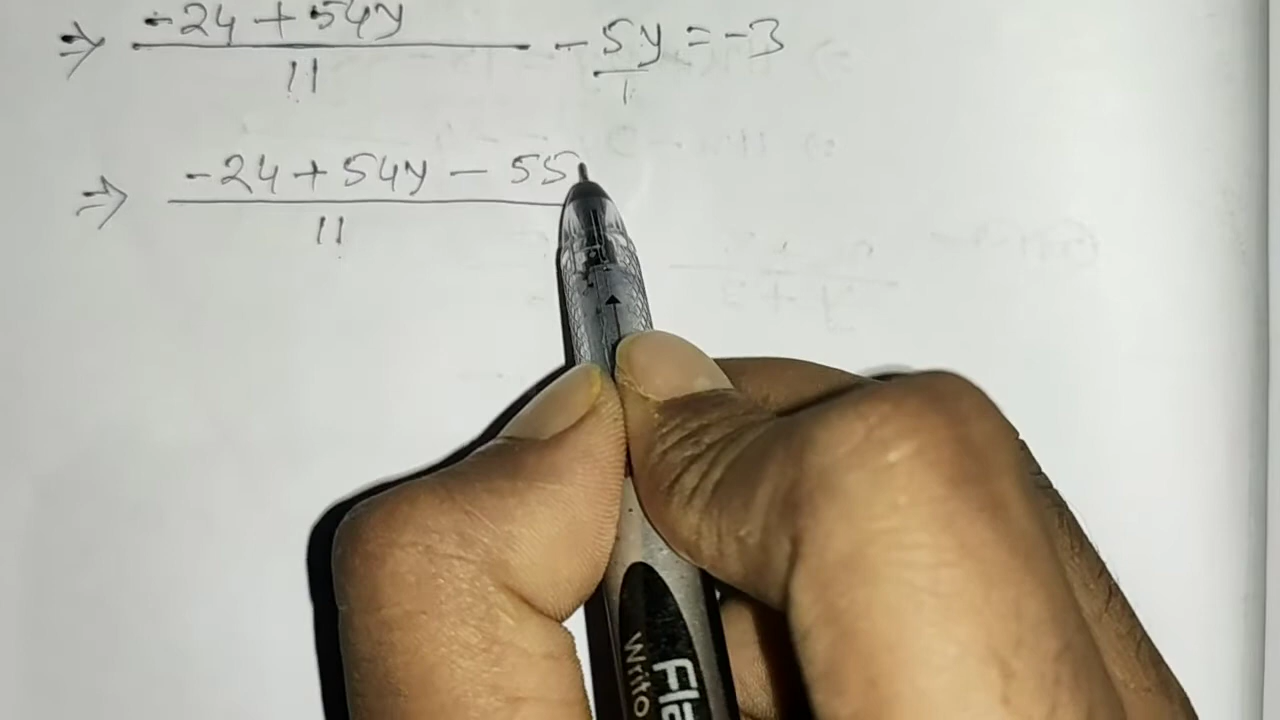 ⇒ (-24 + 54y)/11 - 5y/1 = -3
⇒ (-24 + 54y - 55)/11
Fla
Writo